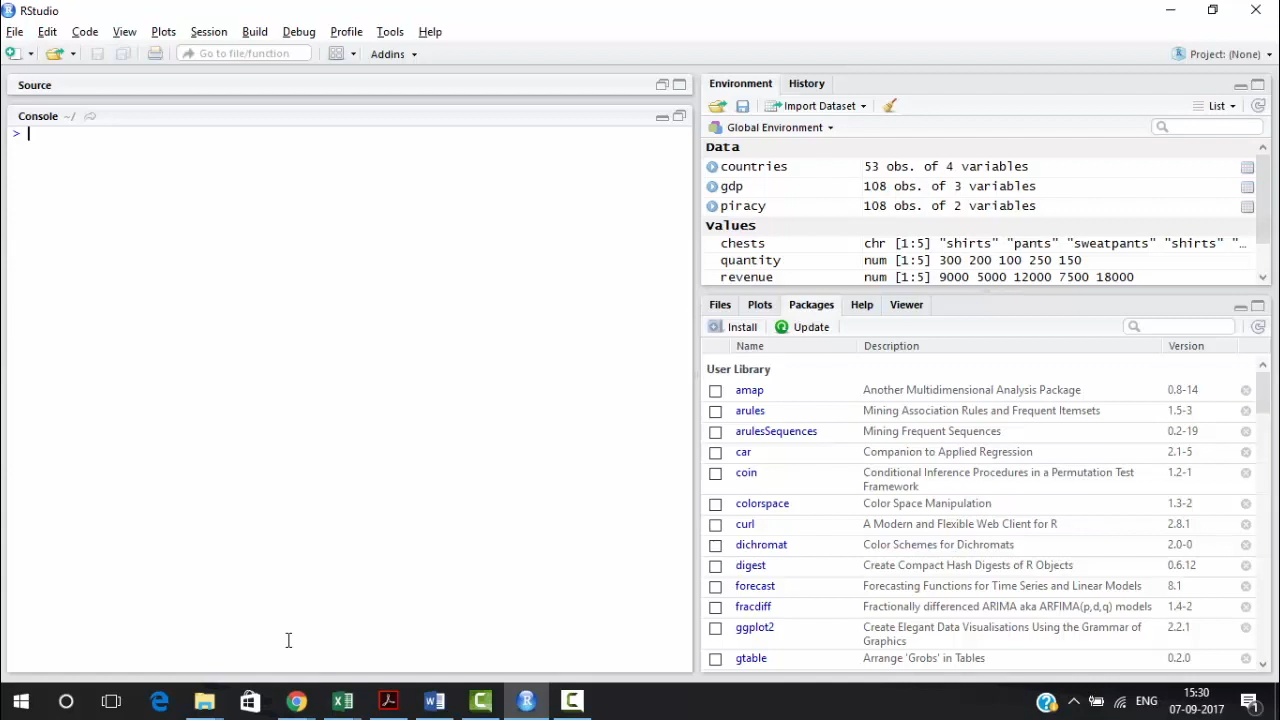 RStudio
File Edit Code View Plots Session Build Debug Profile Tools Help
Go to file/function Addins Project: (None)
Source
Console ~/
>
Environment History
Import Dataset List
Global Environment
Data
countries 53 obs. of 4 variables
gdp 108 obs. of 3 variables
piracy 108 obs. of 2 variables
Values
chests chr [1:5] "shirts" "pants" "sweatpants" "shirts" "…
quantity num [1:5] 300 200 100 250 150
revenue num [1:5] 9000 5000 12000 7500 18000
Files Plots Packages Help Viewer
Install Update
Name Description Version
User Library
amap Another Multidimensional Analysis Package 0.8-14
arules Mining Association Rules and Frequent Itemsets 1.5-3
arulesSequences Mining Frequent Sequences 0.2-19
car Companion to Applied Regression 2.1-5
coin Conditional Inference Procedures in a Permutation Test 1.2-1
Framework
colorspace Color Space Manipulation 1.3-2
curl A Modern and Flexible Web Client for R 2.8.1
dichromat Color Schemes for Dichromats 2.0-0
digest Create Compact Hash Digests of R Objects 0.6.12
forecast Forecasting Functions for Time Series and Linear Models 8.1
fracdiff Fractionally differenced ARIMA aka ARFIMA(p,d,q) models 1.4-2
ggplot2 Create Elegant Data Visualisations Using the Grammar of 2.2.1
Graphics
gtable Arrange 'Grobs' in Tables 0.2.0
ENG
15:30
07-09-2017